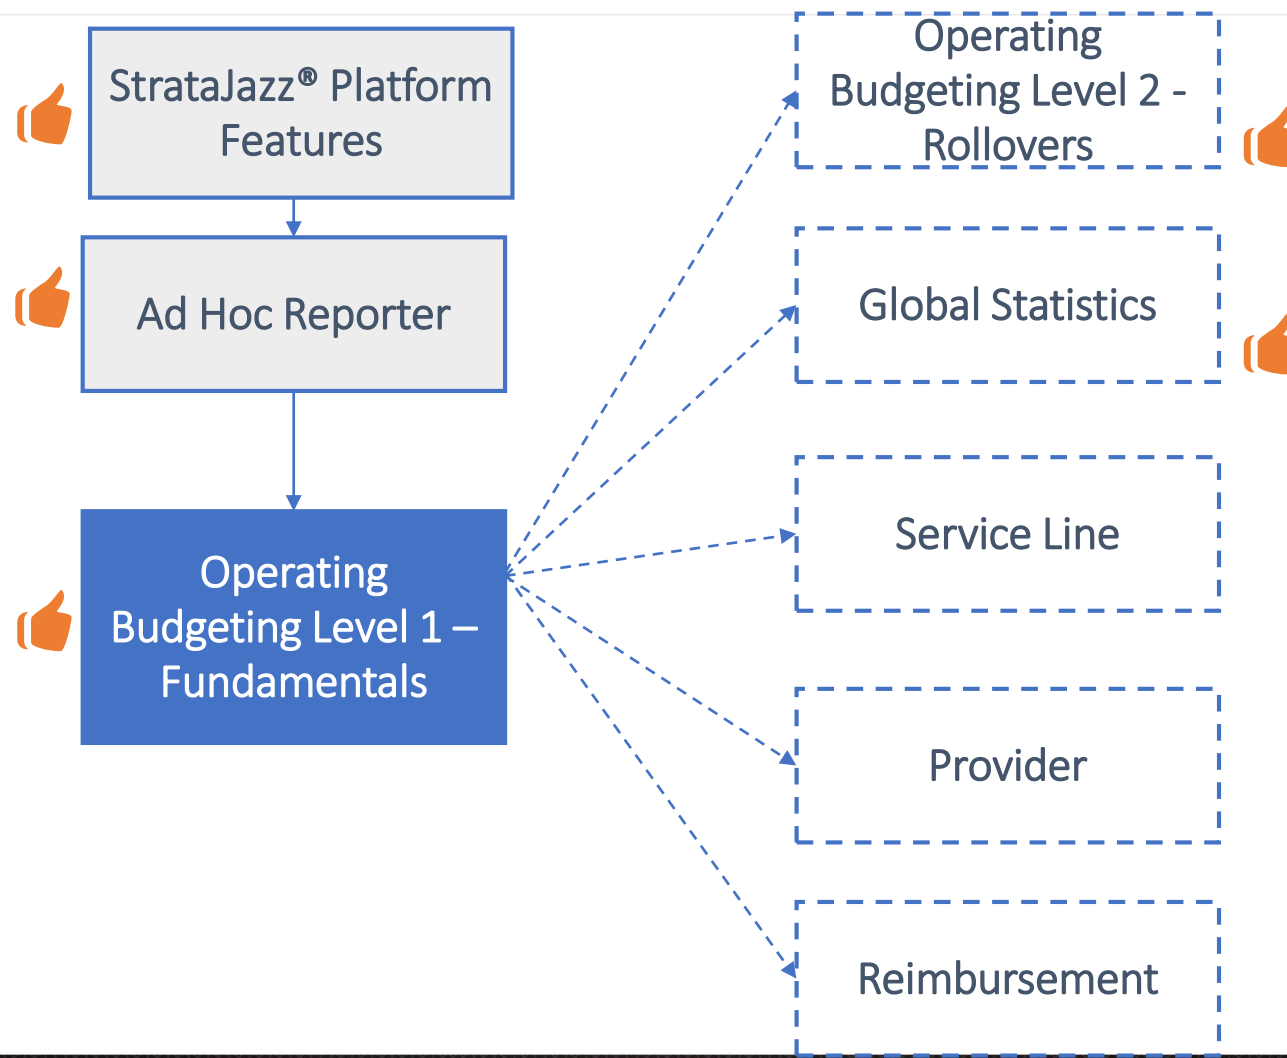 StrataJazz® Platform
Features
Ad Hoc Reporter
Operating
Budgeting Level 1 –
Fundamentals
Operating
Budgeting Level 2 -
Rollovers
Global Statistics
Service Line
Provider
Reimbursement